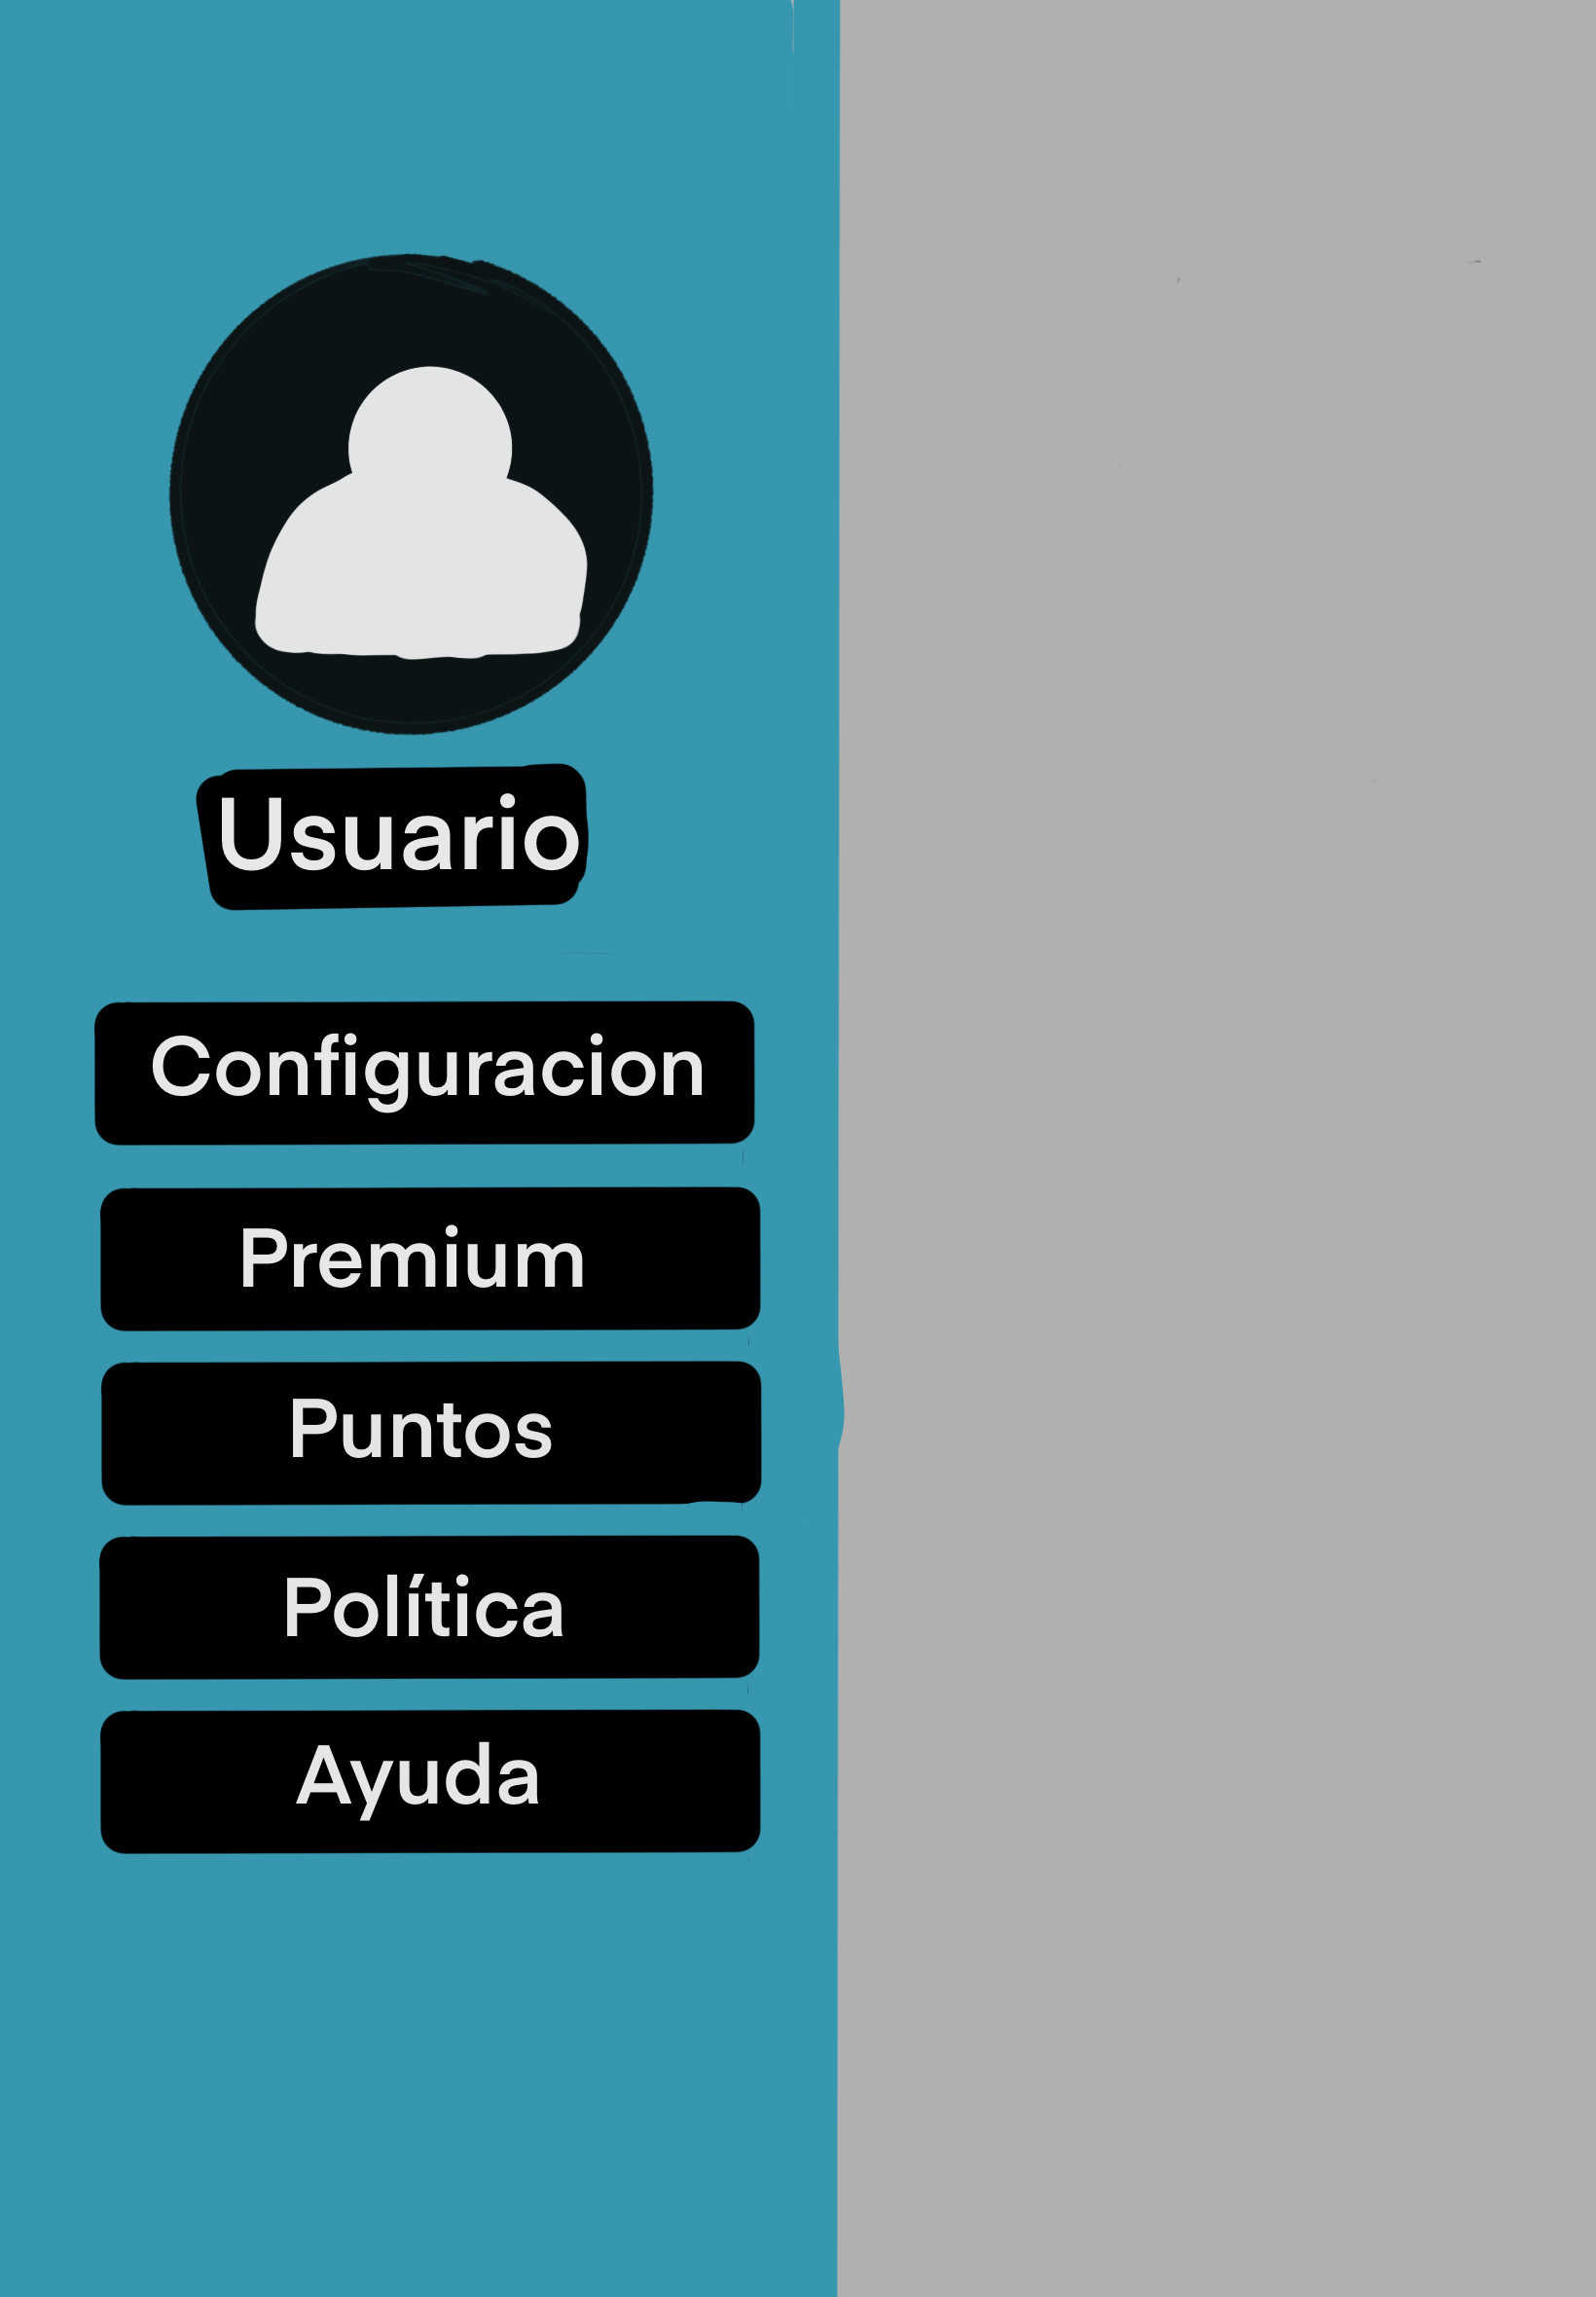 Usuario
Configuracion
Premium
Puntos
Política
Ayuda